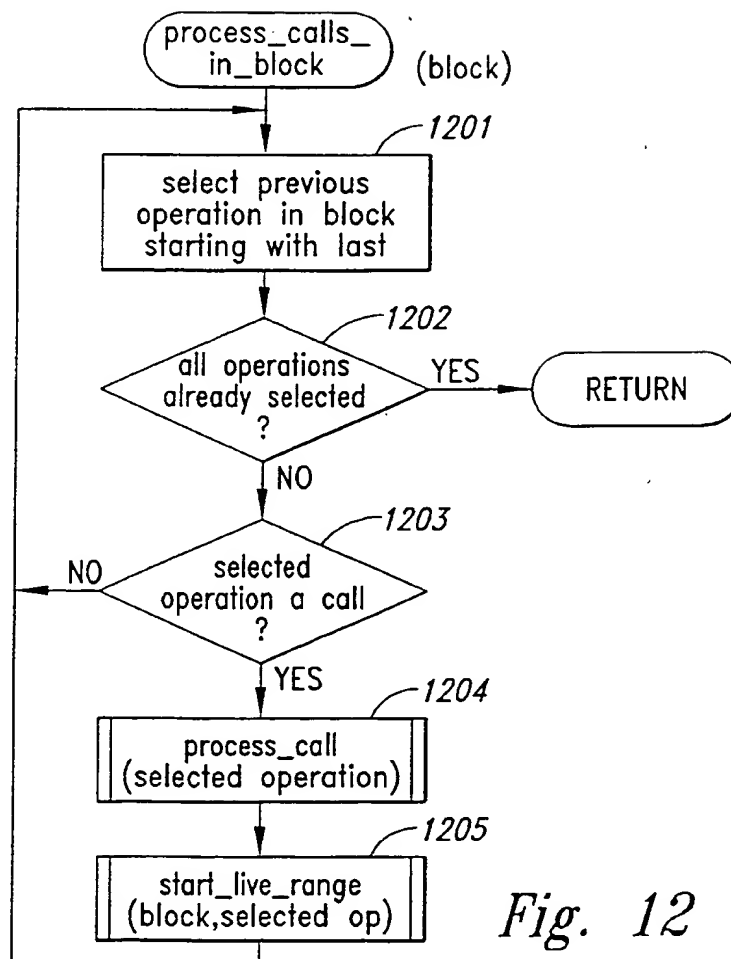 process_calls_
in_block
(block)
1201
select previous
operation in block
starting with last
1202
all operations
already selected
?
YES
RETURN
NO
1203
NO
selected
operation a call
?
YES
1204
process_call
(selected operation)
1205
start_live_range
(block,selected op)
Fig. 12